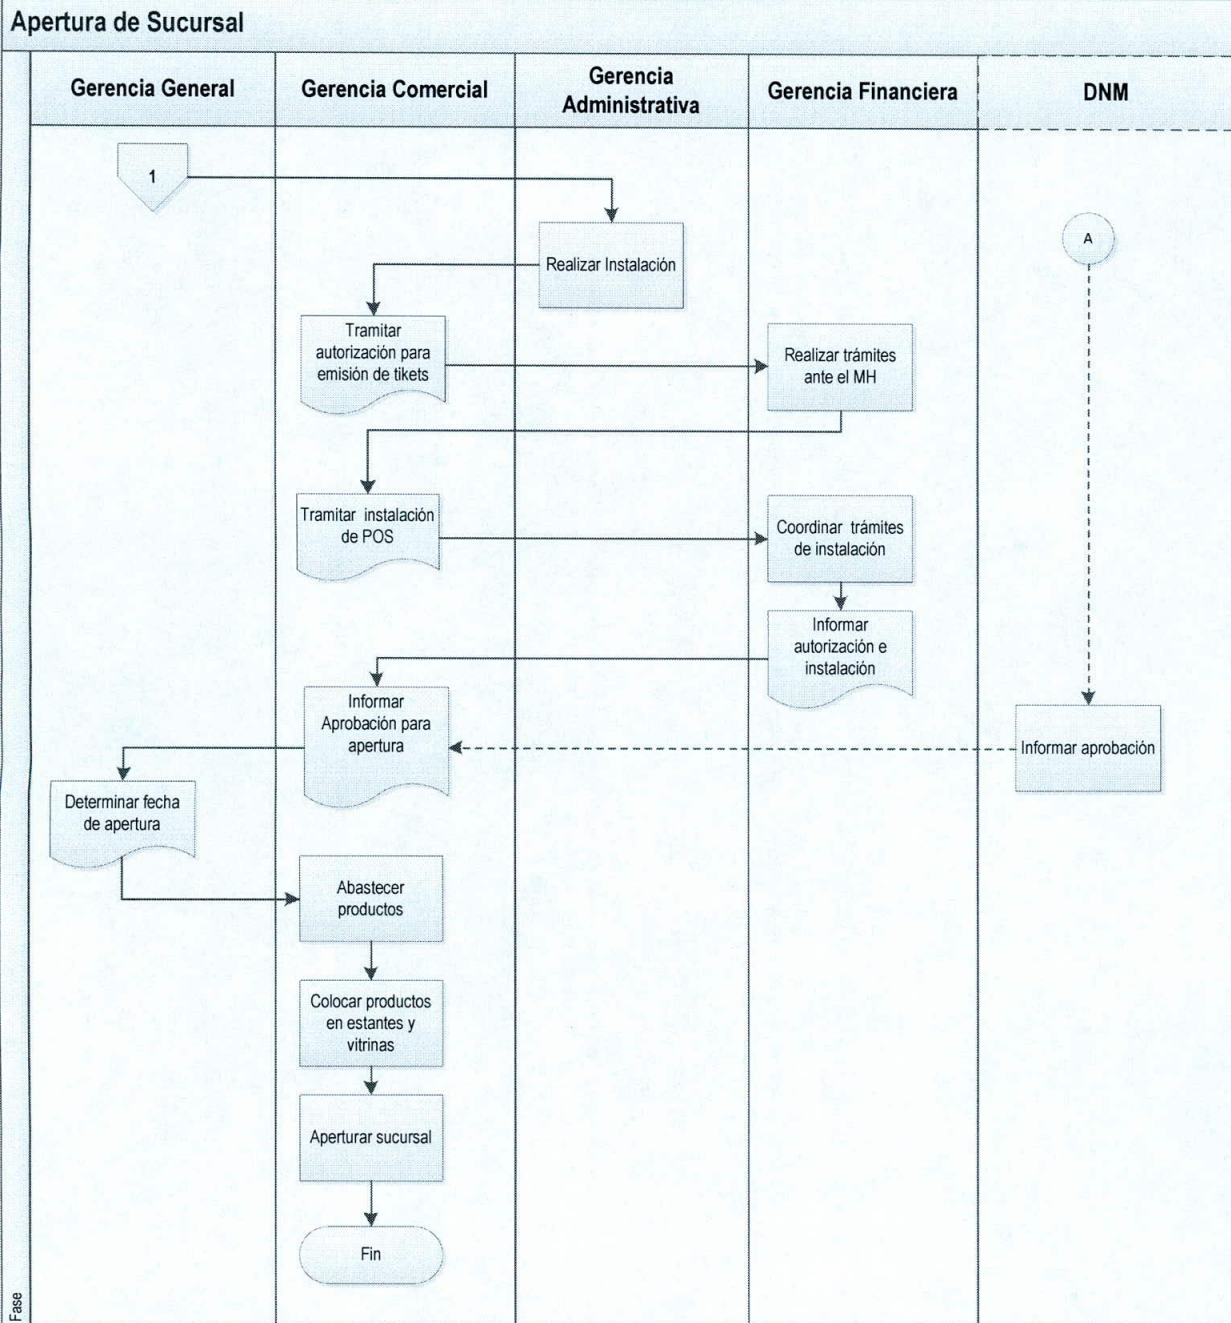 Apertura de Sucursal
Gerencia General
Gerencia Comercial
Gerencia
Administrativa
Gerencia Financiera
DNM
1
A
Realizar Instalación
Tramitar
autorización para
emisión de tikets
Realizar trámites
ante el MH
Tramitar instalación
de POS
Coordinar trámites
de instalación
Informar
autorización e
instalación
Informar
Aprobación para
apertura
Informar aprobación
Determinar fecha
de apertura
Abastecer
productos
Colocar productos
en estantes y
vitrinas
Aperturar sucursal
Fin
Fase